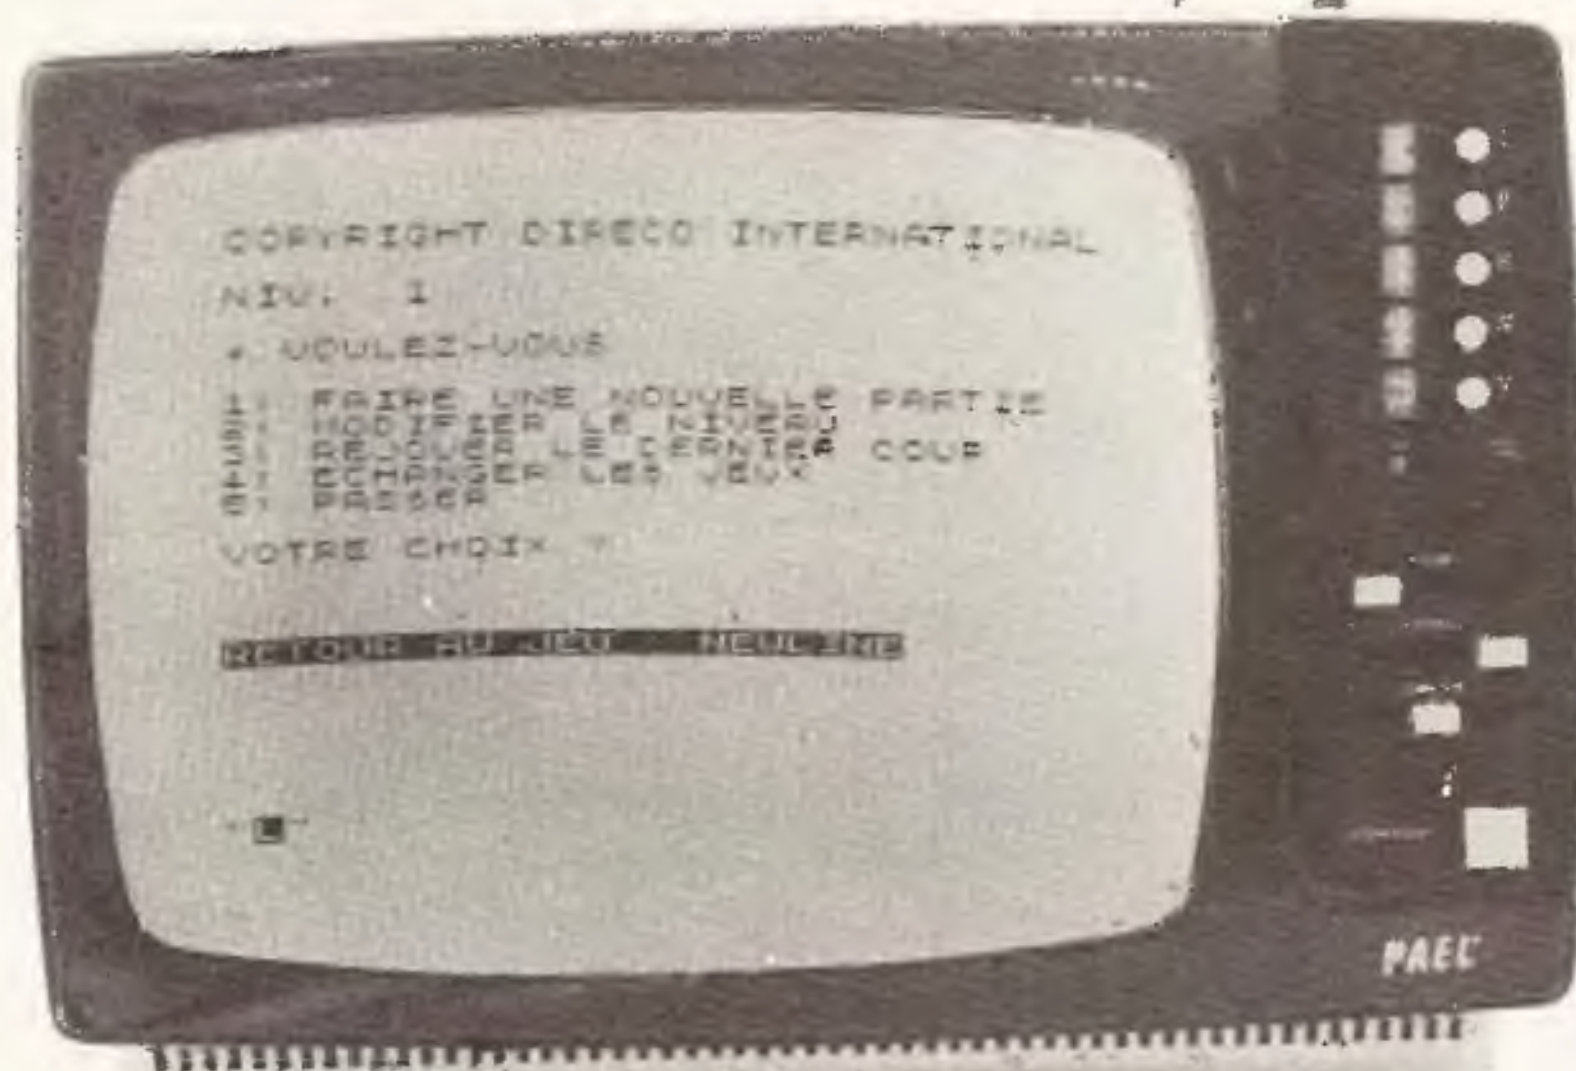 COPYRIGHT DIRECO INTERNATIONAL
NIV. 1
* VOULEZ-VOUS
1: FAIRE UNE NOUVELLE PARTIE
2: MODIFIER LE NIVEAU
3: REJOUER LE DERNIER COUP
4: ECHANGER LES JEUX
5: PASSER
VOTRE CHOIX ?
RETOUR AU JEU NEWLINE
"L"
PAEL